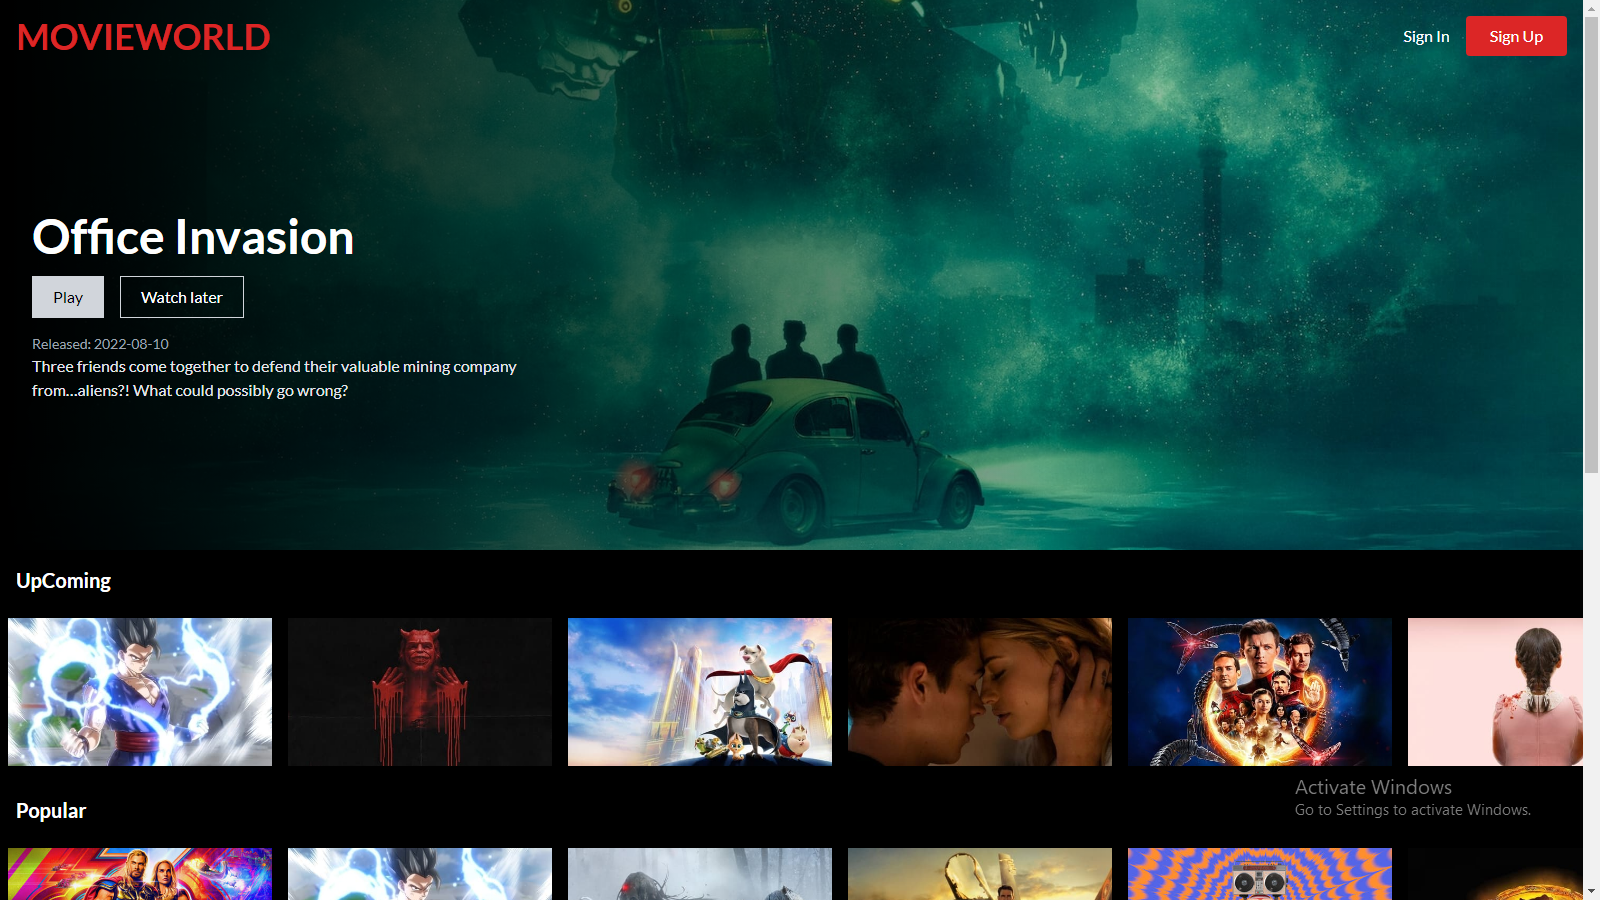 MOVIEWORLD
Sign In
Sign Up
Office Invasion
Play
Watch later
Released: 2022-08-10
Three friends come together to defend their valuable mining company
from...aliens?! What could possibly go wrong?
UpComing
Activate Windows
Go to Settings to activate Windows.
Popular